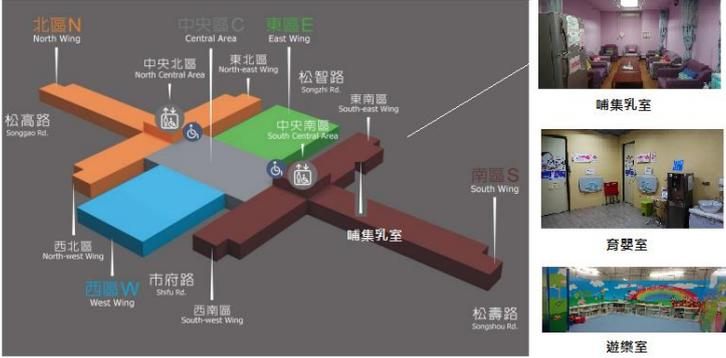 北區N
North Wing
中央區C
Central Area
東區E
East Wing
中央北區
North Central Area
東北區
North-east Wing
松智路
Songzhi Rd.
東南區
South-east Wing
松高路
Songgao Rd.
中央南區
South Central Area
南區S
South Wing
哺集乳室
西北區
North-west Wing
西區W
West Wing
市府路
Shifu Rd.
西南區
South-west Wing
松壽路
Songshou Rd.
哺集乳室
育嬰室
遊樂室